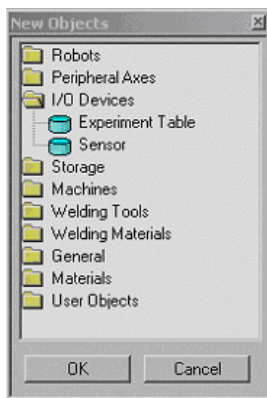 New Objects
Robots
Peripheral Axes
I/O Devices
Experiment Table
Sensor
Storage
Machines
Welding Tools
Welding Materials
General
Materials
User Objects
OK Cancel